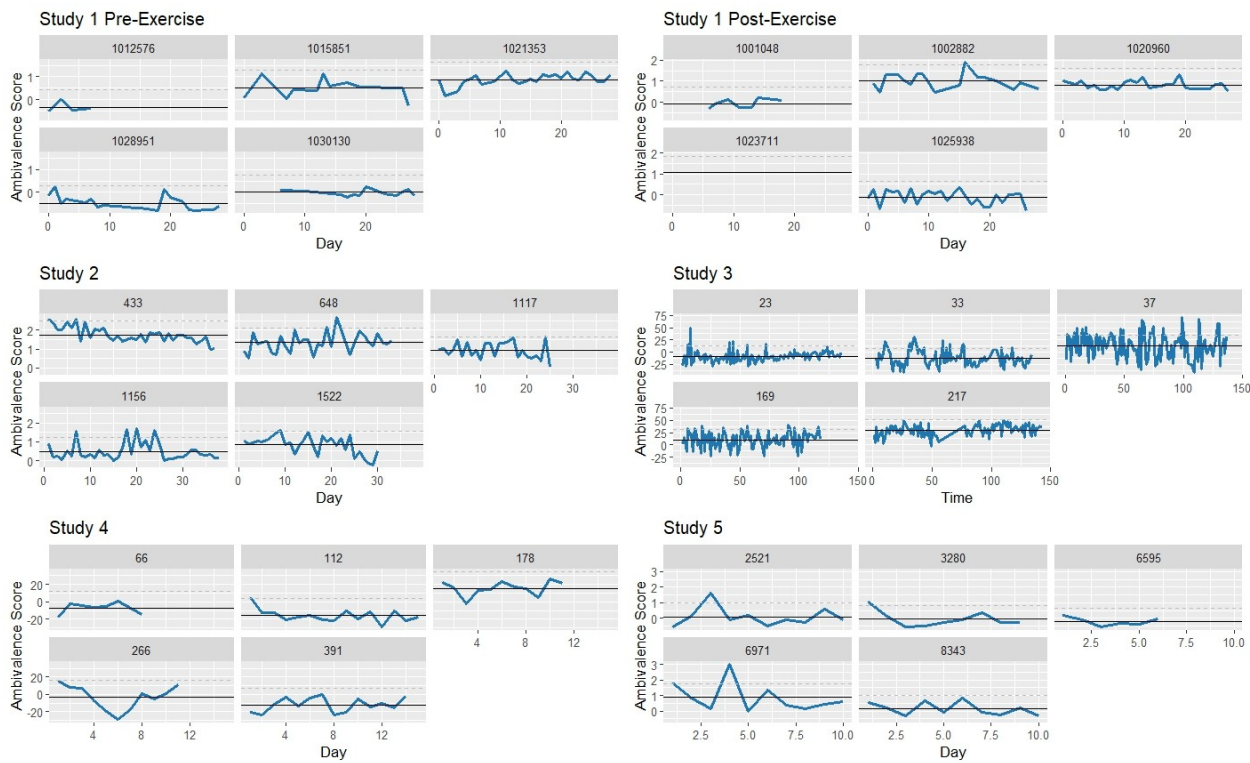 Study 1 Pre-Exercise
1012576 1015851 1021353
1
0
1028951 1030130
1
0
0 10 20
0 10 20
0 10 20
Ambivalence Score
Day
Study 1 Post-Exercise
1001048 1002882 1020960
2
1
0
1023711 1025938
2
1
0
0 10 20
0 10 20
0 10 20
Ambivalence Score
Day
Study 2
433 648 1117
2
1
0
1156 1522
2
1
0
0 10 20 30
0 10 20 30
0 10 20 30
Ambivalence Score
Day
Study 3
23 33 37
75
50
25
0
-25
169 217
75
50
25
0
-25
0 50 100 150
0 50 100 150
0 50 100 150
Ambivalence Score
Time
Study 4
66 112 178
20
0
-20
266 391
20
0
-20
4 8 12
4 8 12
4 8 12
Ambivalence Score
Day
Study 5
2521 3280 6595
3
2
1
0
6971 8343
3
2
1
0
2.5 5.0 7.5 10.0
2.5 5.0 7.5 10.0
2.5 5.0 7.5 10.0
Ambivalence Score
Day